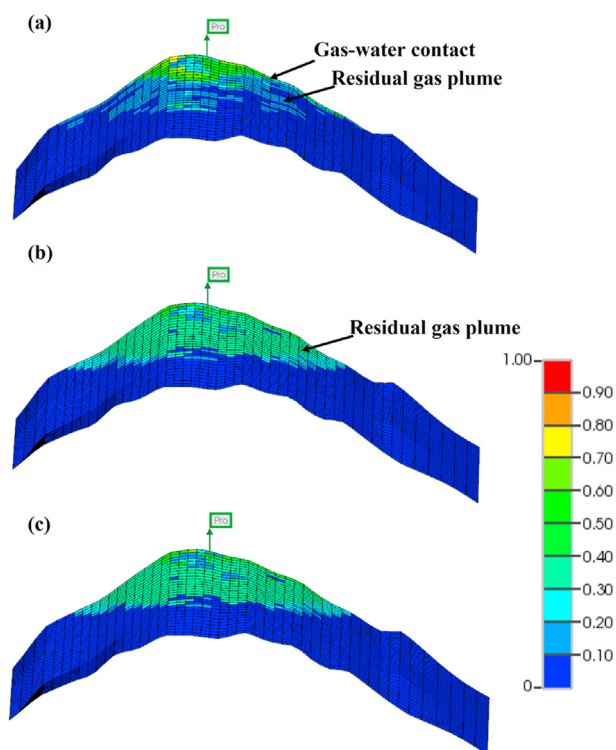 (a)
Pro
Gas-water contact
Residual gas plume
(b)
Pro
Residual gas plume
1.00
0.90
0.80
0.70
0.60
0.50
0.40
0.30
0.20
0.10
0
(c)
Pro